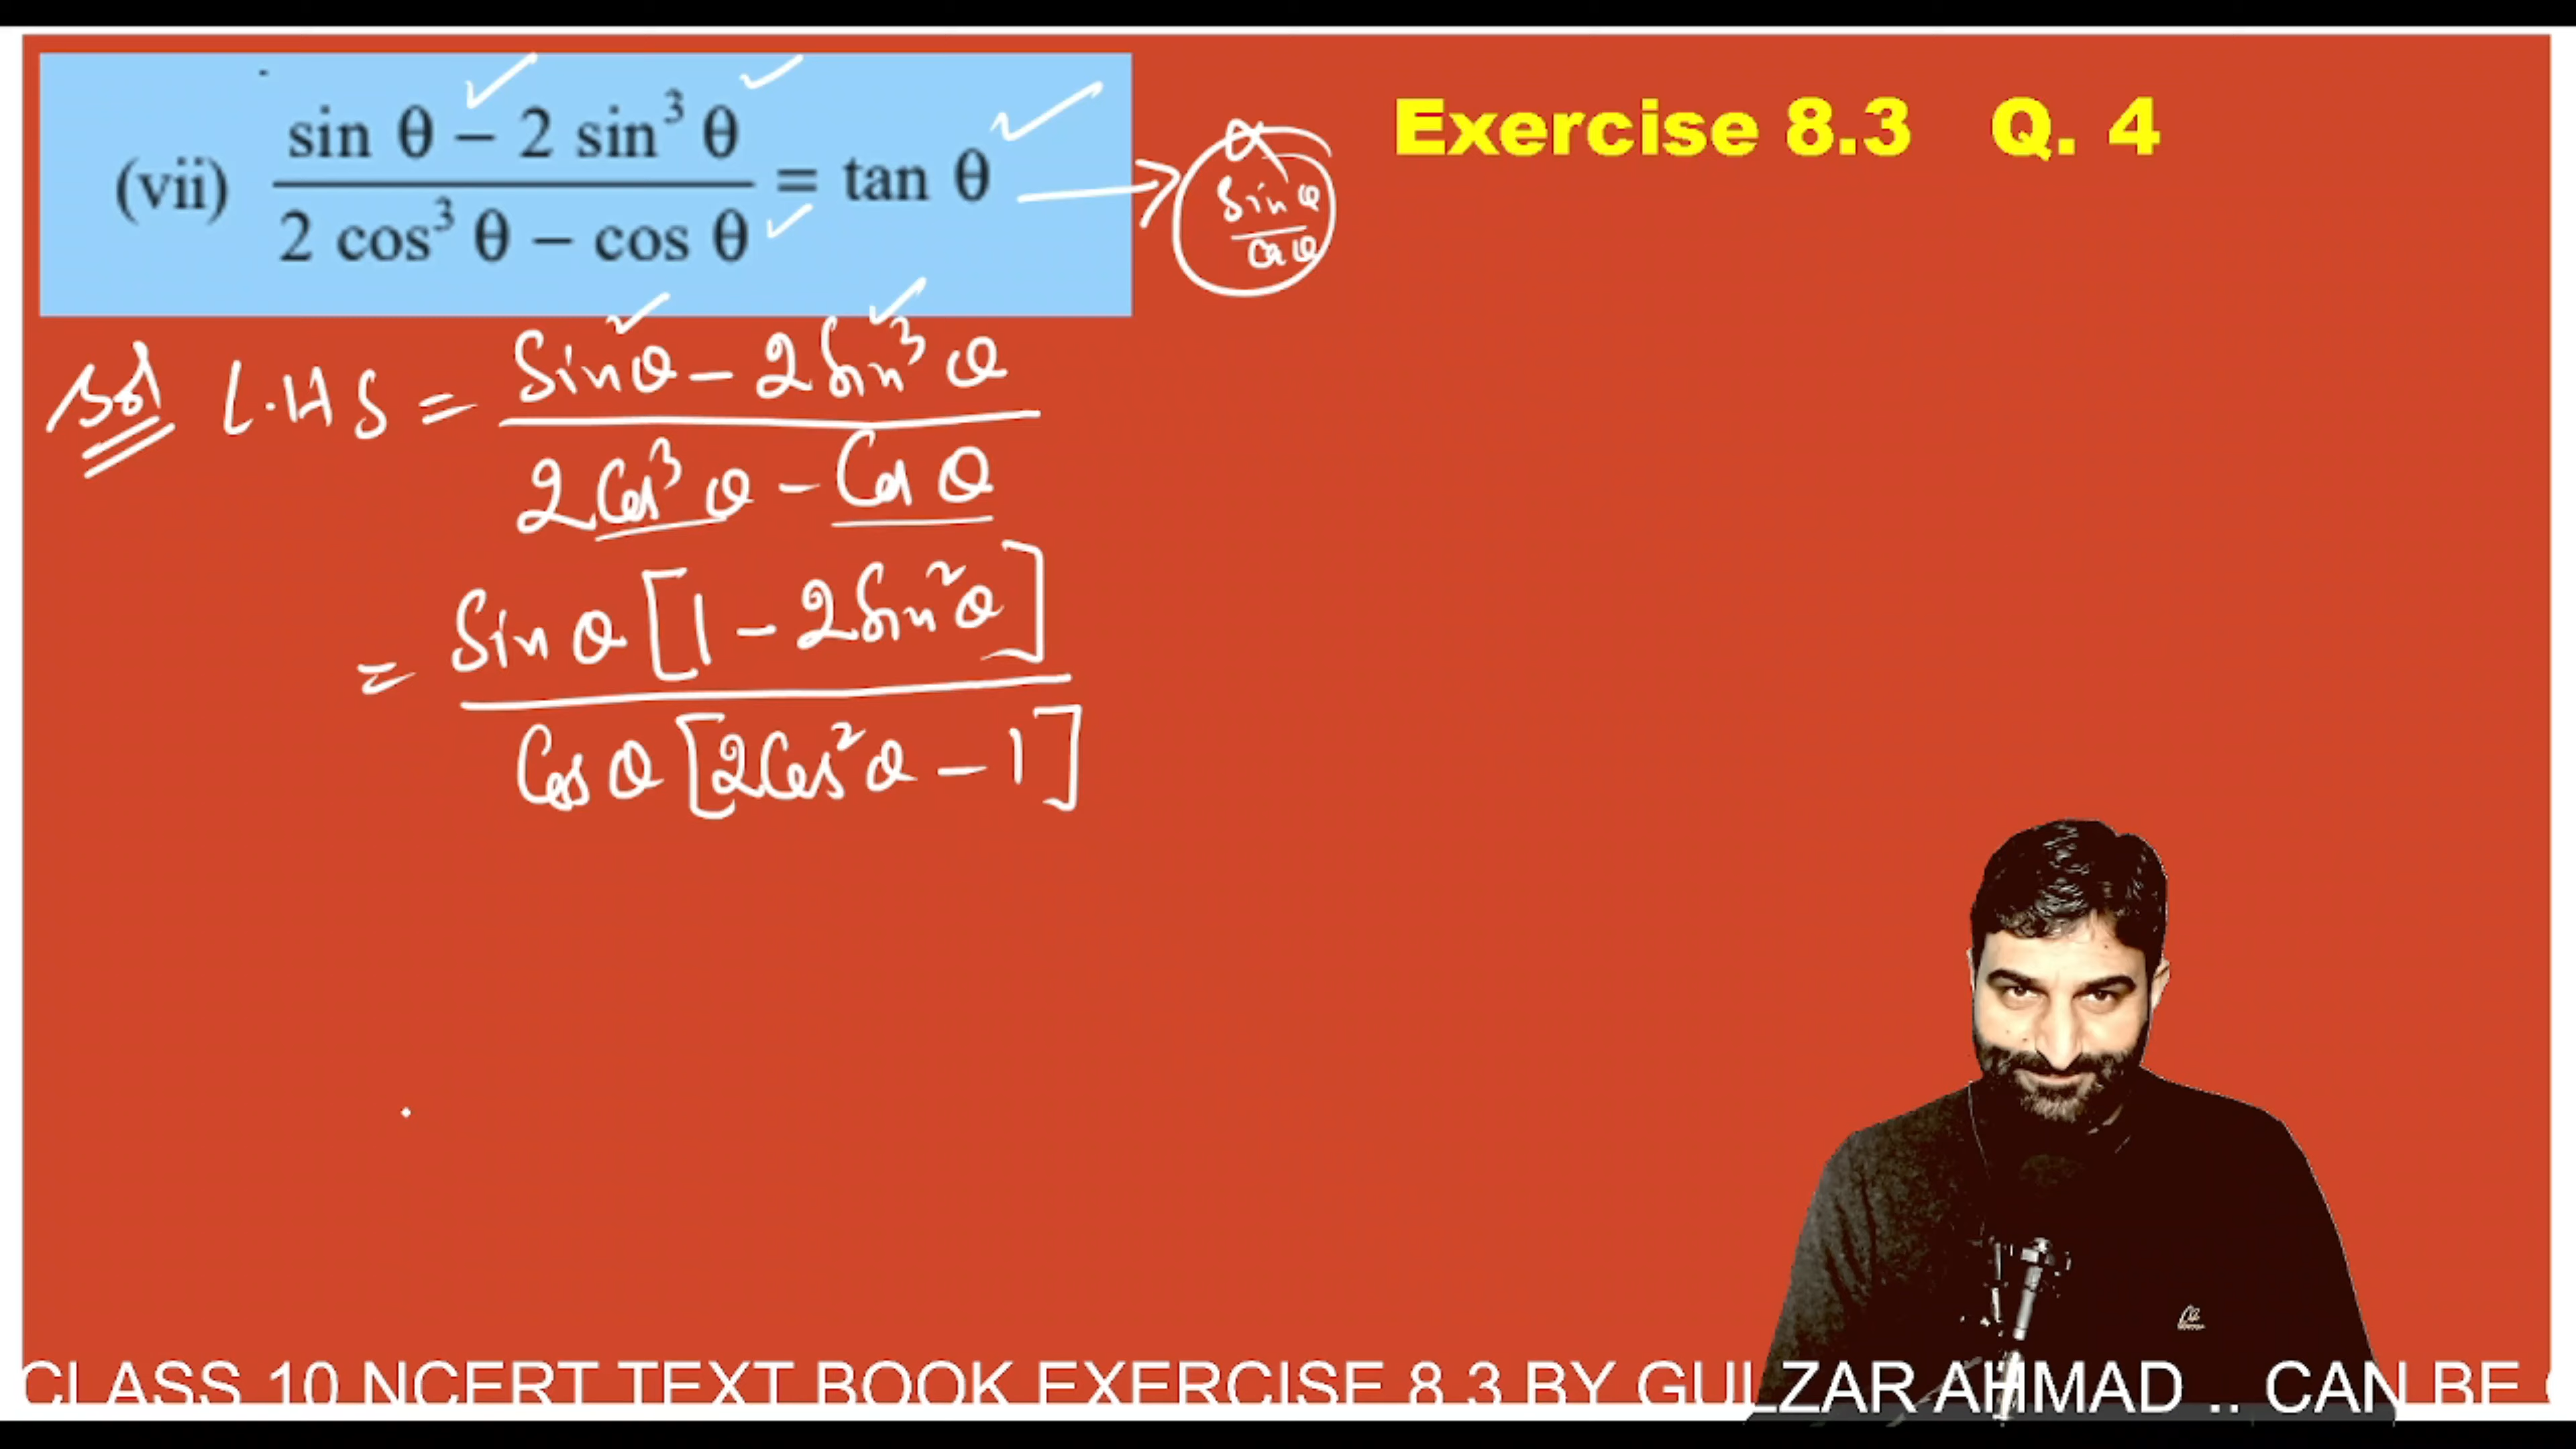 Exercise 8.3 Q. 4
(vii) sin θ – 2 sin³ θ / 2 cos³ θ – cos θ = tan θ
Sin θ / Cos θ
Sol L.H S = Sin θ – 2 Sin³ θ
2 Cos³ θ – Cos θ
= Sin θ [1 – 2 Sin² θ]
Cos θ [2 Cos² θ – 1]
CLASS 10 NCERT TEXT BOOK EXERCISE 8.3 BY GULZAR AHMAD .. CAN BE